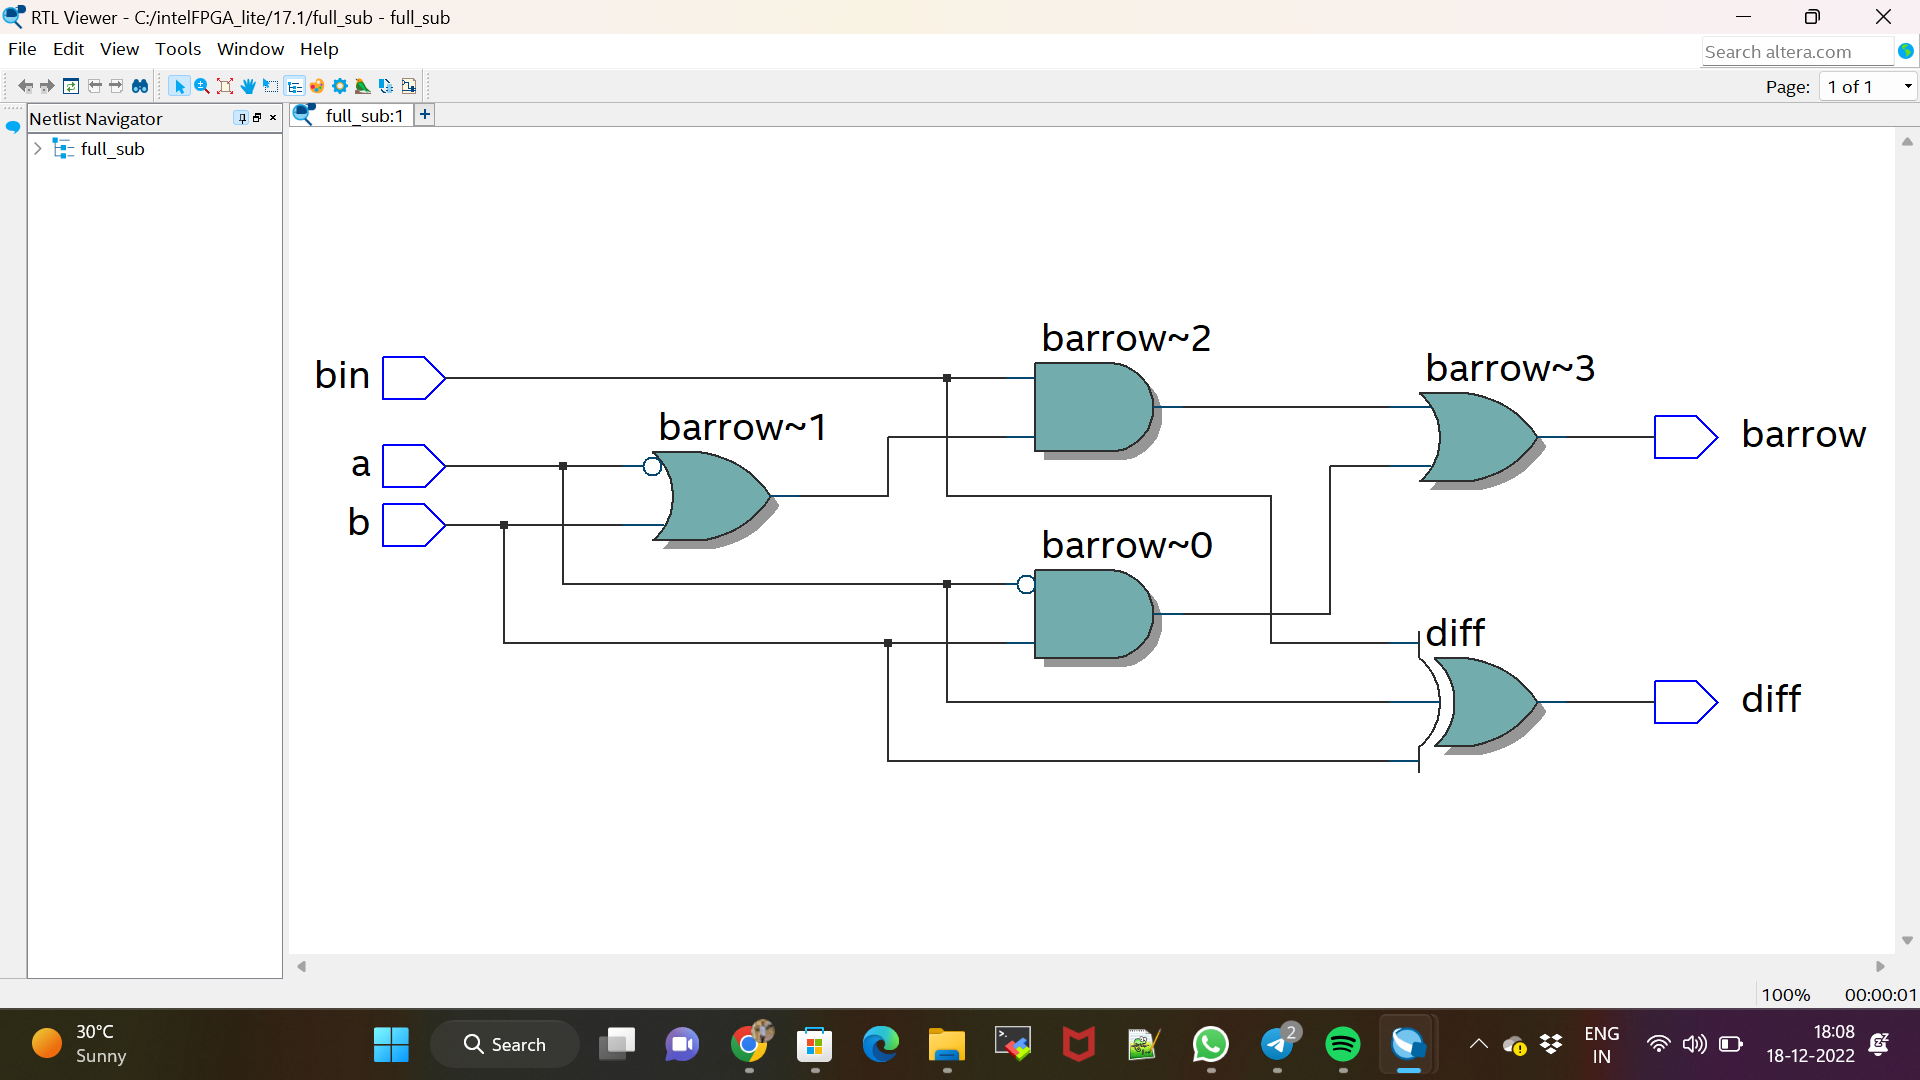 RTL Viewer - C:/intelFPGA_lite/17.1/full_sub - full_sub
File Edit View Tools Window Help
Search altera.com
Page: 1 of 1
Netlist Navigator
full_sub:1
full_sub
barrow~2
barrow~3
bin
barrow~1
barrow
a
b
barrow~0
diff
diff
100% 00:00:01
30°C
Sunny
Search
2
ENG
IN
18:08
18-12-2022